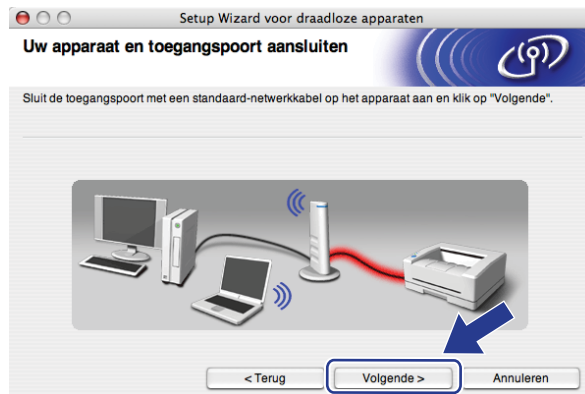 Setup Wizard voor draadloze apparaten
Uw apparaat en toegangspoort aansluiten
Sluit de toegangspoort met een standaard-netwerkkabel op het apparaat aan en klik op "Volgende".
< Terug
Volgende >
Annuleren